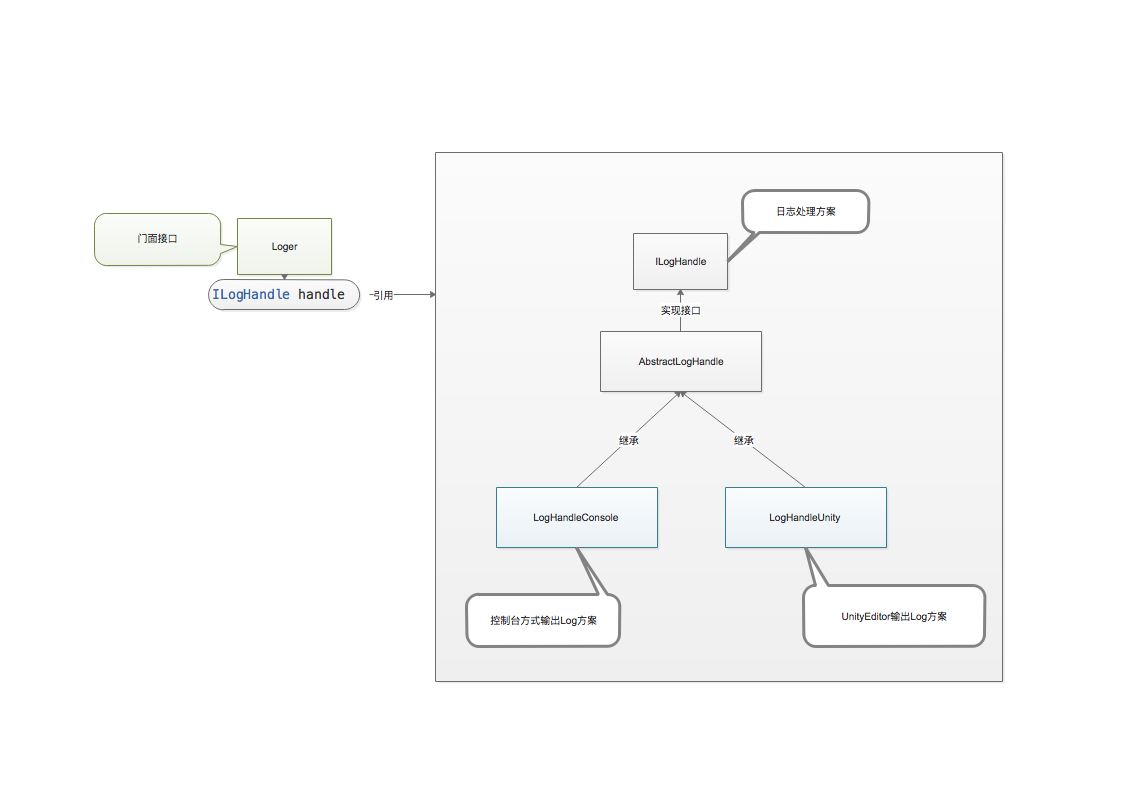 门面接口
Loger
ILogHandle handle
引用
日志处理方案
ILogHandle
实现接口
AbstractLogHandle
继承
继承
LogHandleConsole
LogHandleUnity
控制台方式输出Log方案
UnityEditor输出Log方案